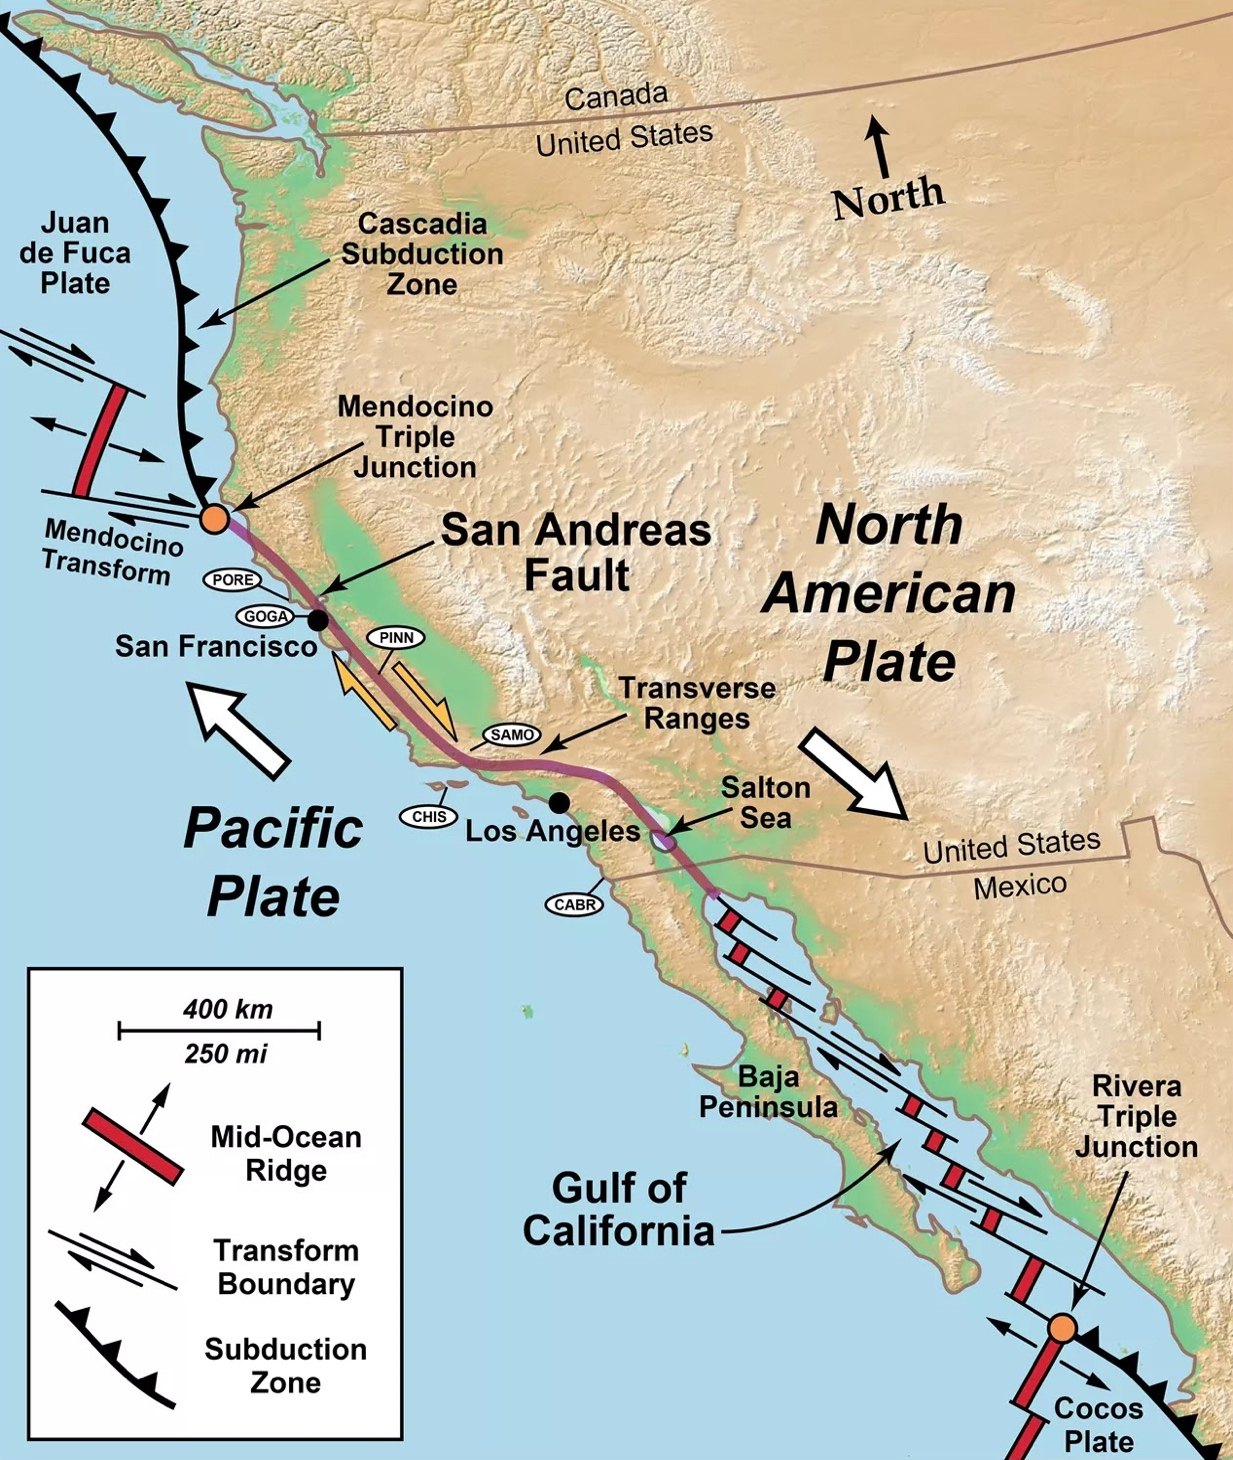 Canada
United States
North
Juan
de Fuca
Plate
Cascadia
Subduction
Zone
Mendocino
Triple
Junction
Mendocino
Transform
San Andreas
Fault
North
American
Plate
PORE
GOGA
San Francisco
PINN
Transverse
Ranges
SAMO
Salton
Sea
CHIS
Los Angeles
Pacific
Plate
United States
Mexico
CABR
400 km
250 mi
Mid-Ocean
Ridge
Transform
Boundary
Subduction
Zone
Baja
Peninsula
Gulf of
California
Rivera
Triple
Junction
Cocos
Plate